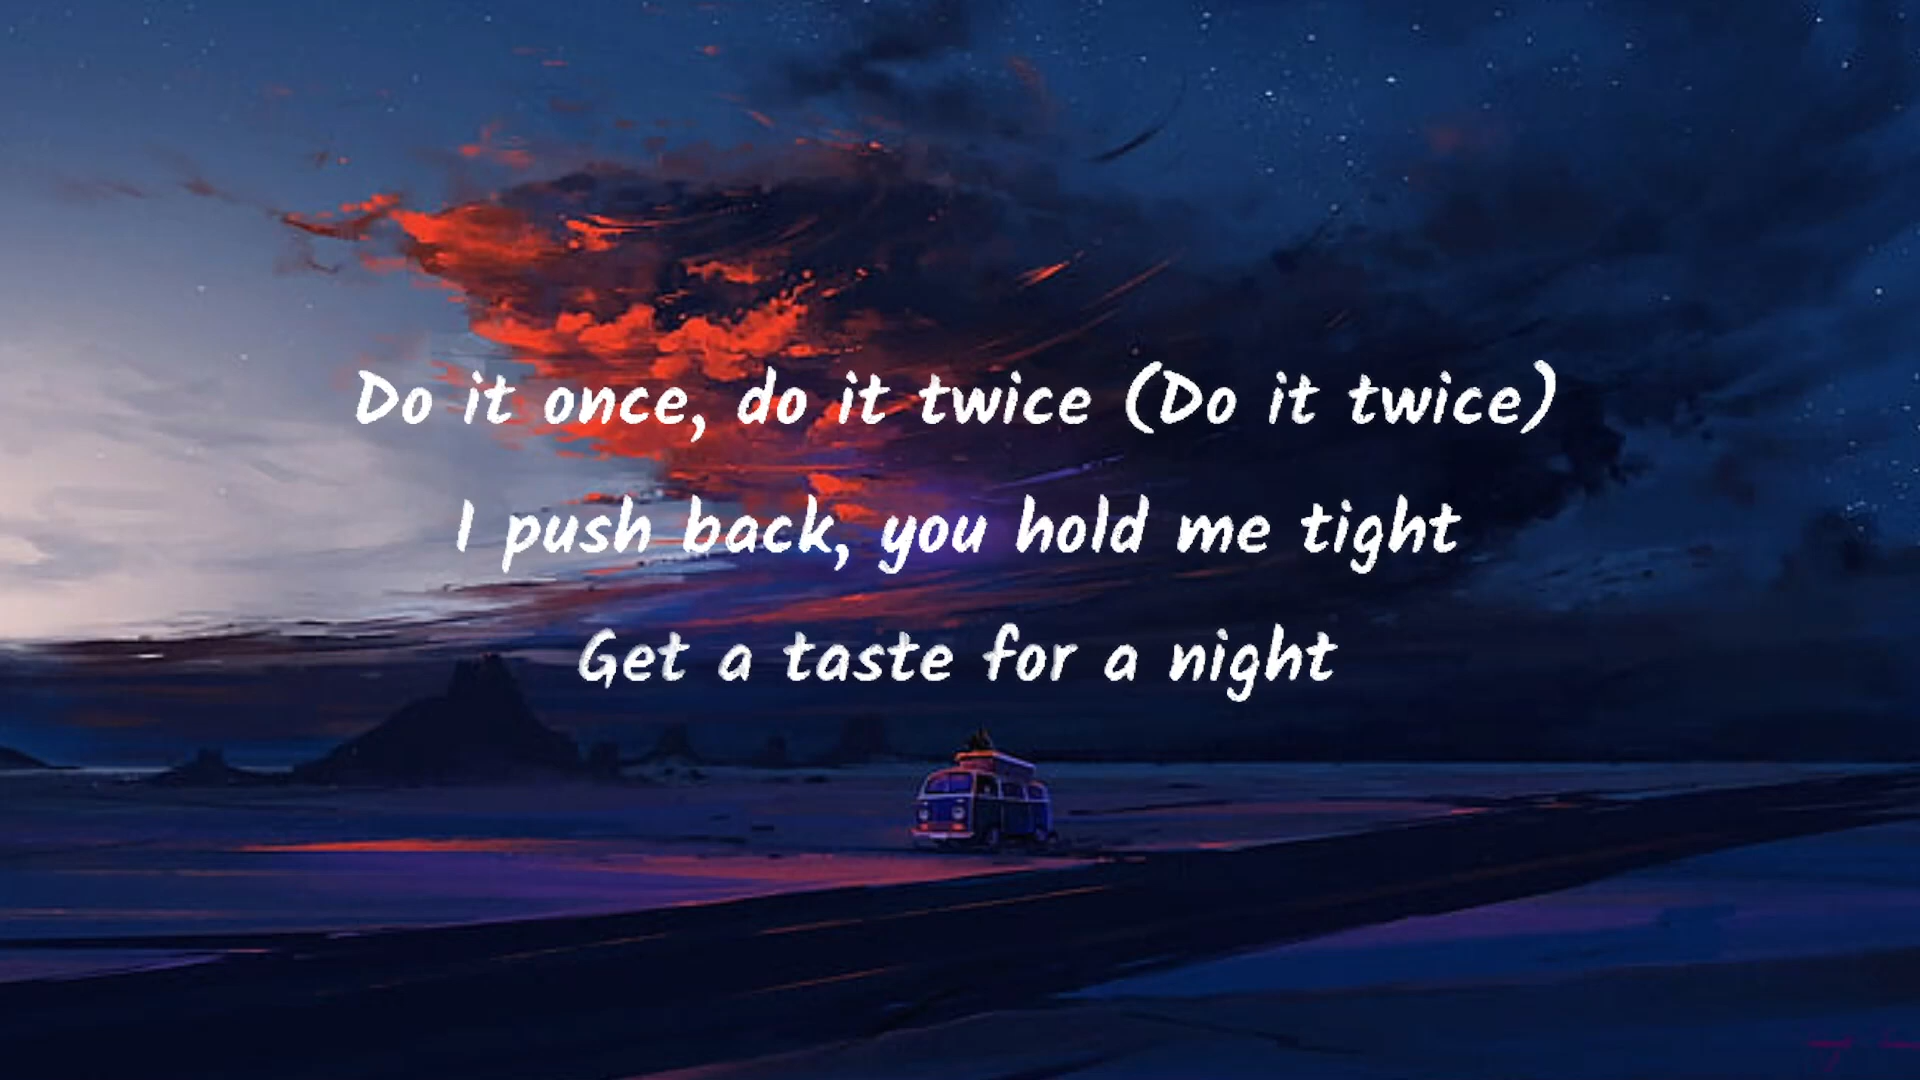 Do it once, do it twice (Do it twice)
I push back, you hold me tight
Get a taste for a night